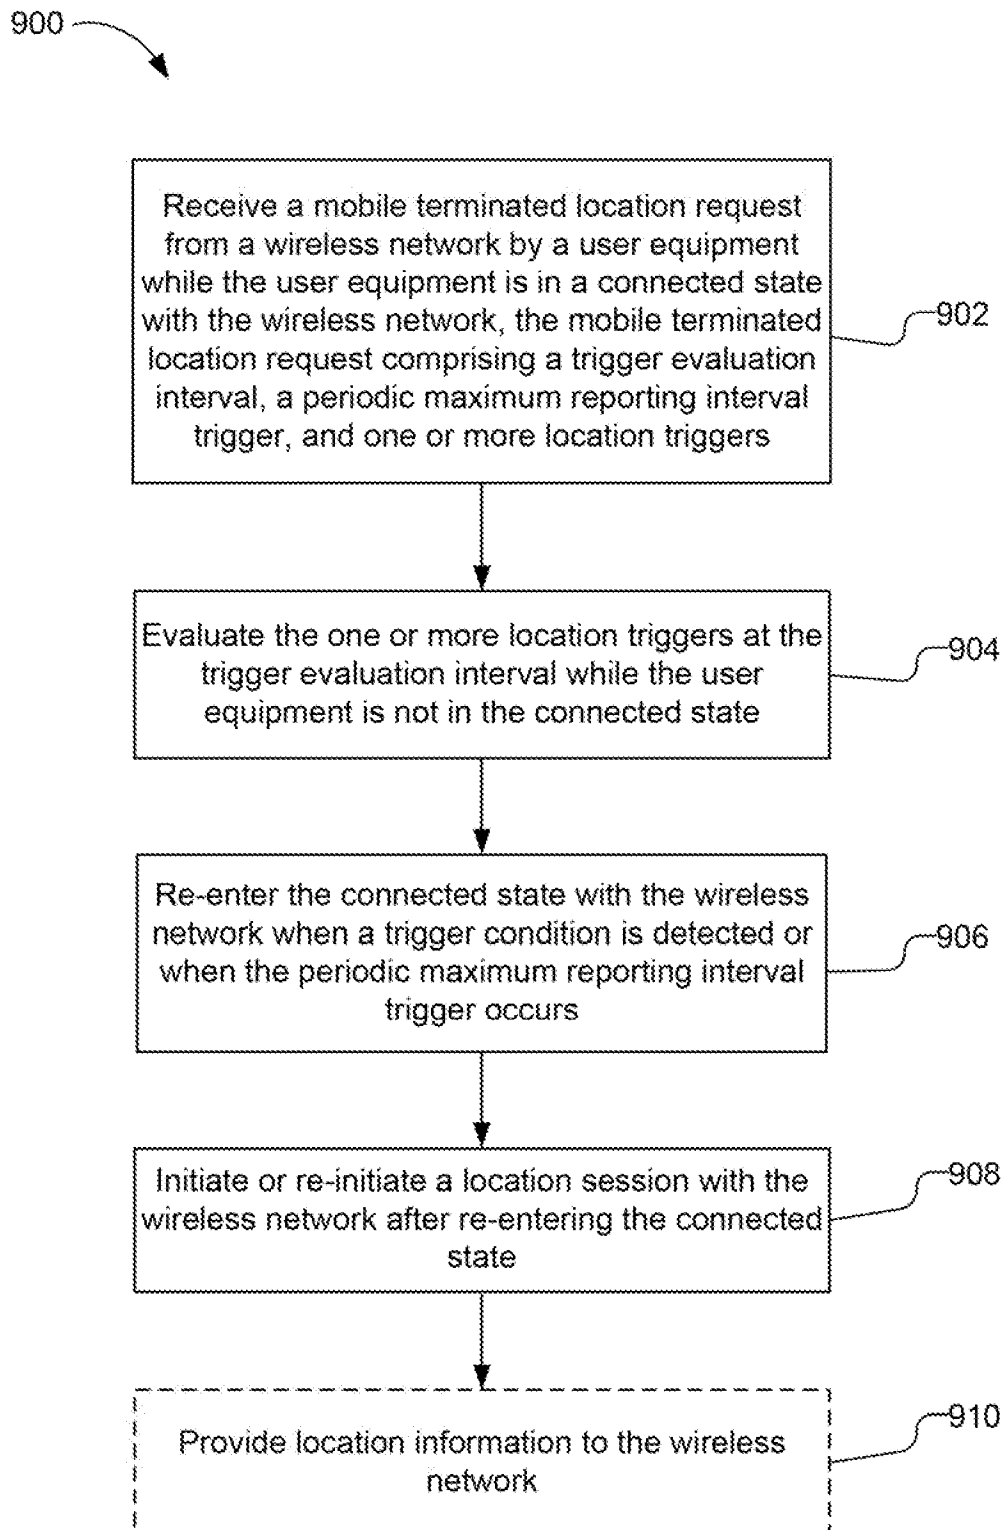 900
Receive a mobile terminated location request
from a wireless network by a user equipment
while the user equipment is in a connected state
with the wireless network, the mobile terminated
location request comprising a trigger evaluation
interval, a periodic maximum reporting interval
trigger, and one or more location triggers
902
Evaluate the one or more location triggers at the
trigger evaluation interval while the user
equipment is not in the connected state
904
Re-enter the connected state with the wireless
network when a trigger condition is detected or
when the periodic maximum reporting interval
trigger occurs
906
Initiate or re-initiate a location session with the
wireless network after re-entering the connected
state
908
Provide location information to the wireless
network
910